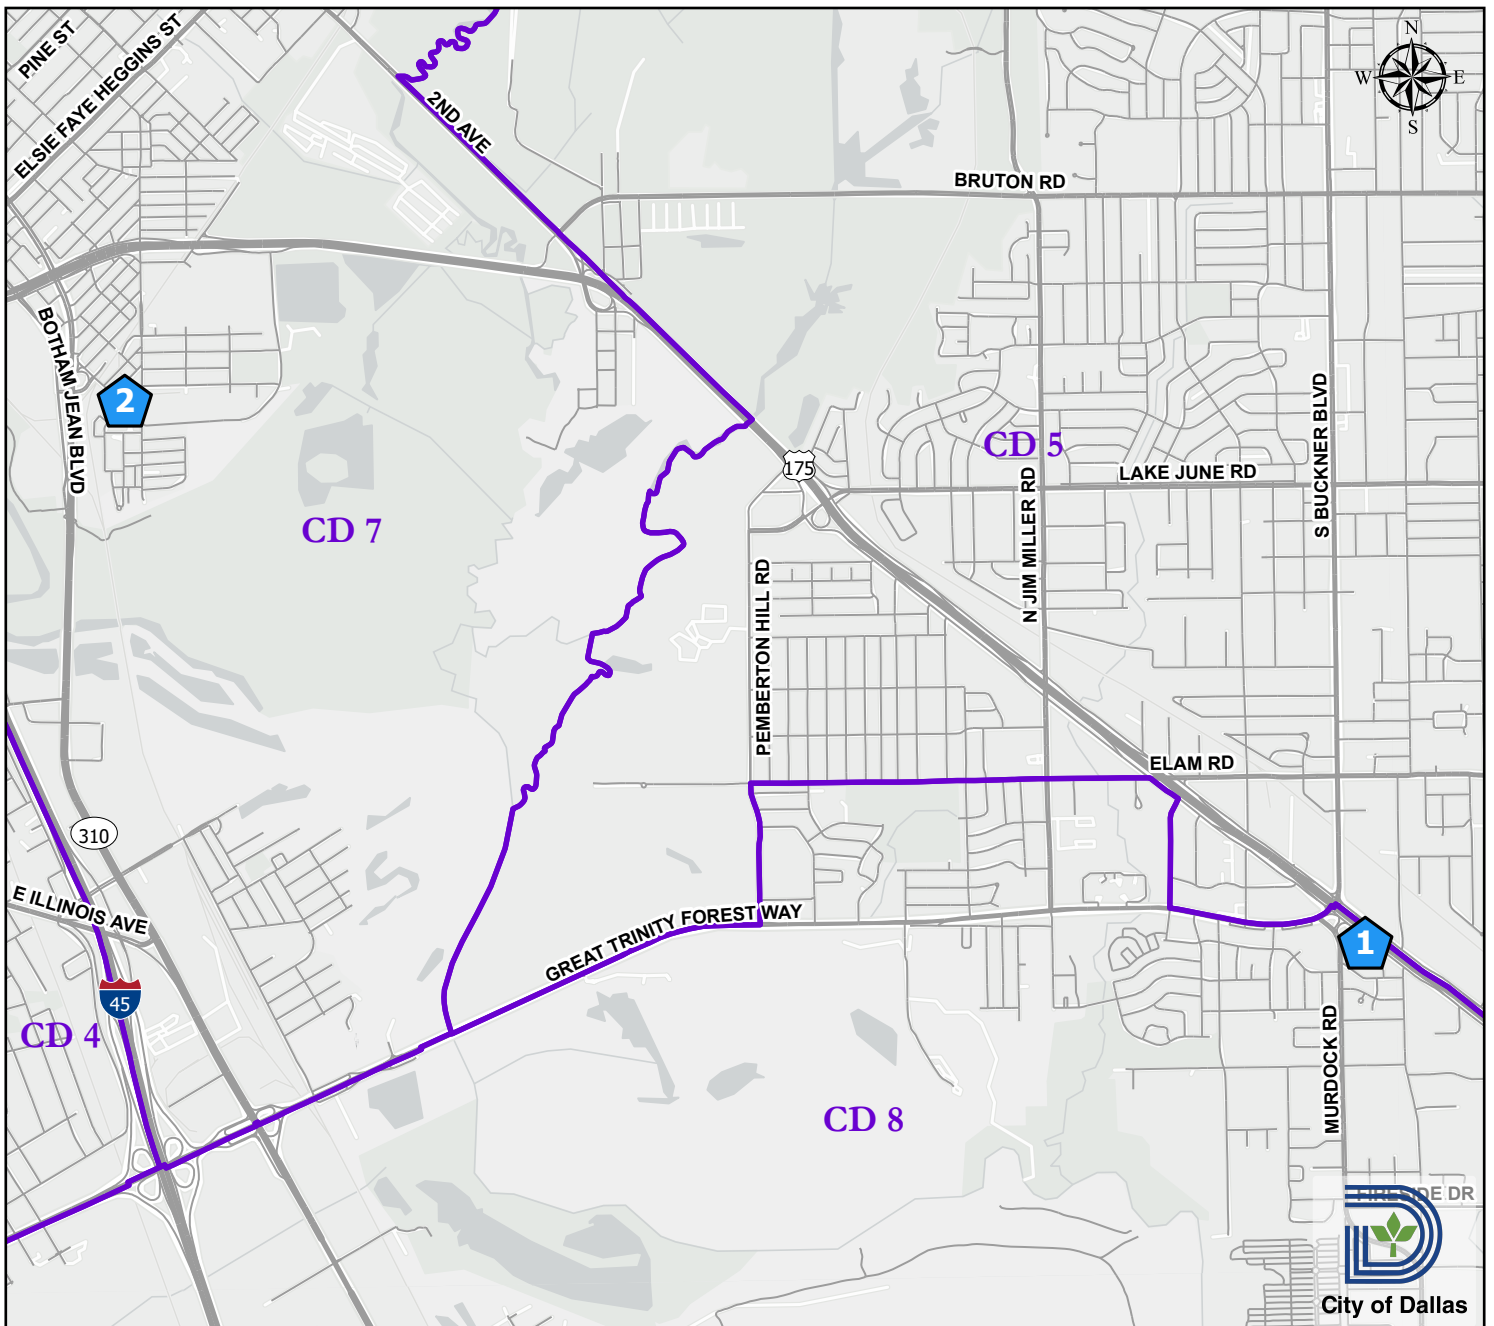 PINE ST
ELSIE FAYE HEGGINS ST
2ND AVE
N
W
E
S
BRUTON RD
BOTHAM JEAN BLVD
2
CD 7
CD 5
175
LAKE JUNE RD
S BUCKNER BLVD
N JIM MILLER RD
PEMBERTON HILL RD
ELAM RD
310
E ILLINOIS AVE
GREAT TRINITY FOREST WAY
1
45
CD 4
CD 8
MURDOCK RD
FIRESIDE DR
City of Dallas